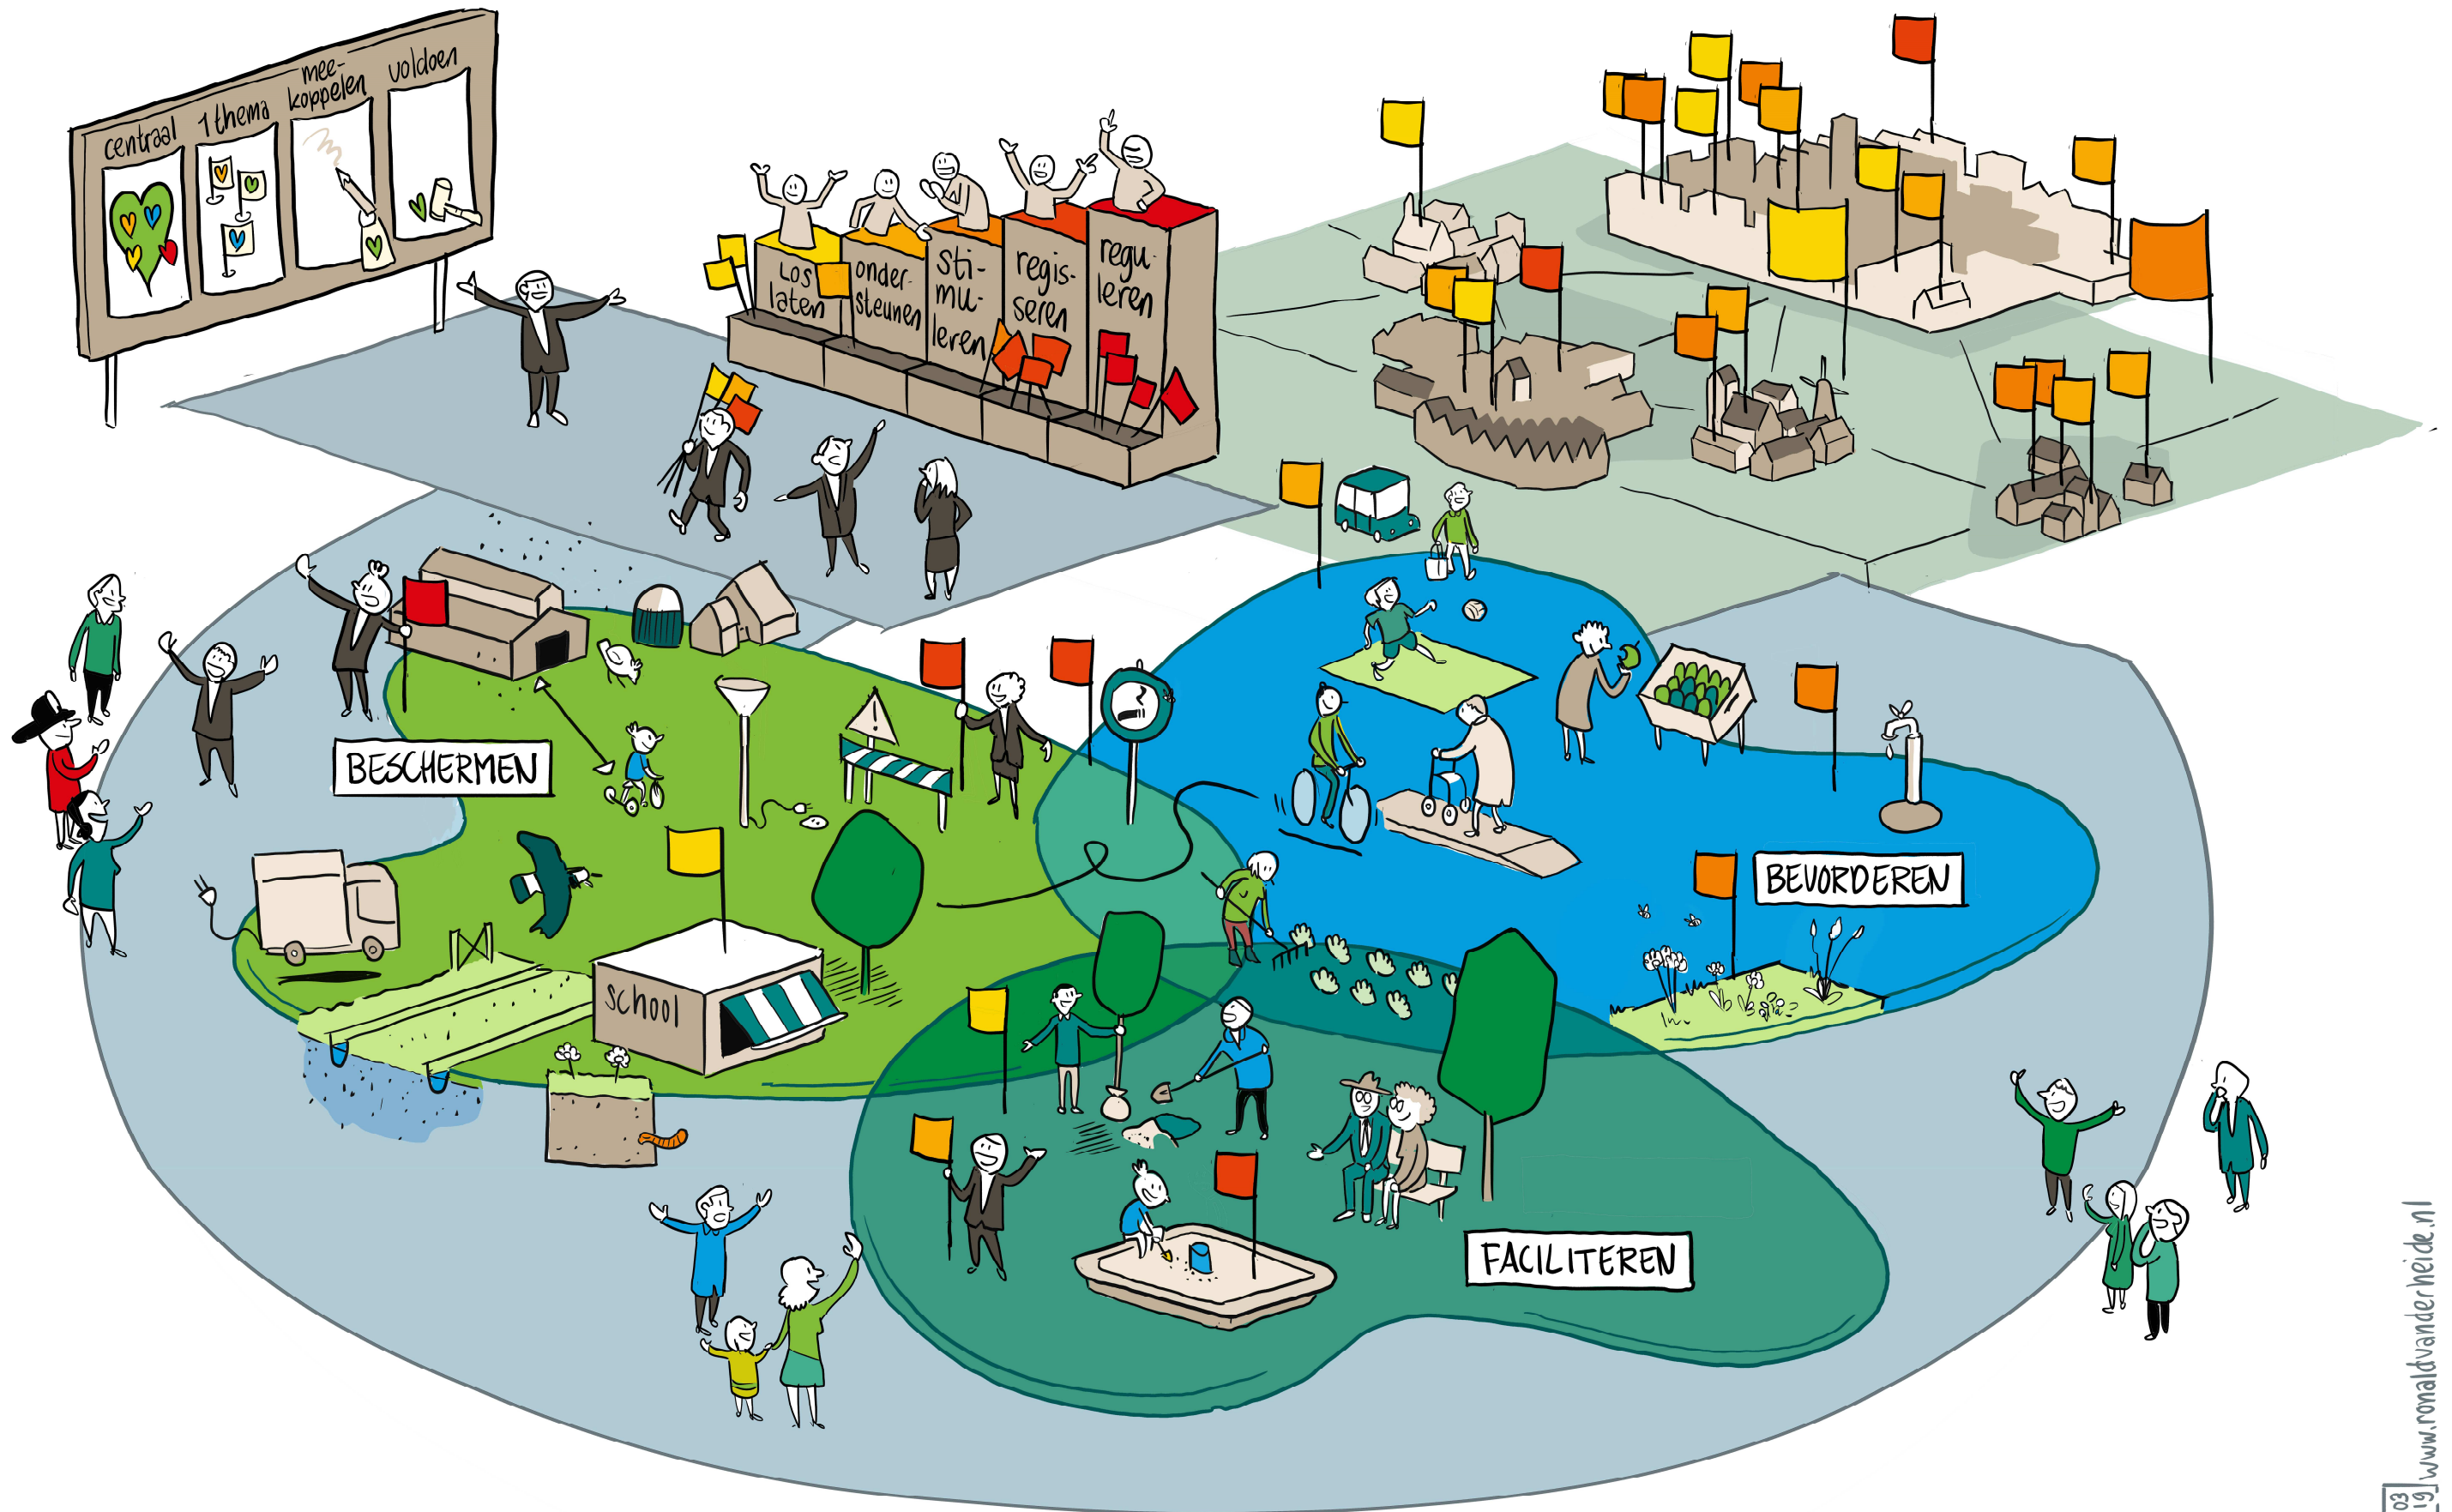 centraal
1 thema
mee-
koppelen
voldoen
Los
laten
onder-
steunen
sti-
mu-
leren
regis-
seren
regu-
leren
BESCHERMEN
BEVORDEREN
school
FACILITEREN
03
19
www.ronaldvanderheide.nl